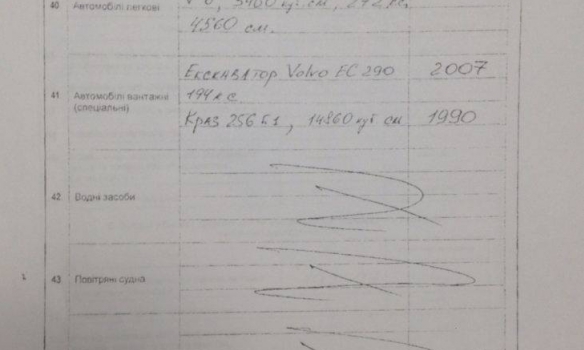 40 Автомобілі легкові
4560 см.
Екскаватор Volvo EC 290 2007
194 к.с.
41 Автомобілі вантажні
(спеціальні)
Краз 256 Б1, 14860 куб см 1990
42 Водні засоби
43 Повітряні судна